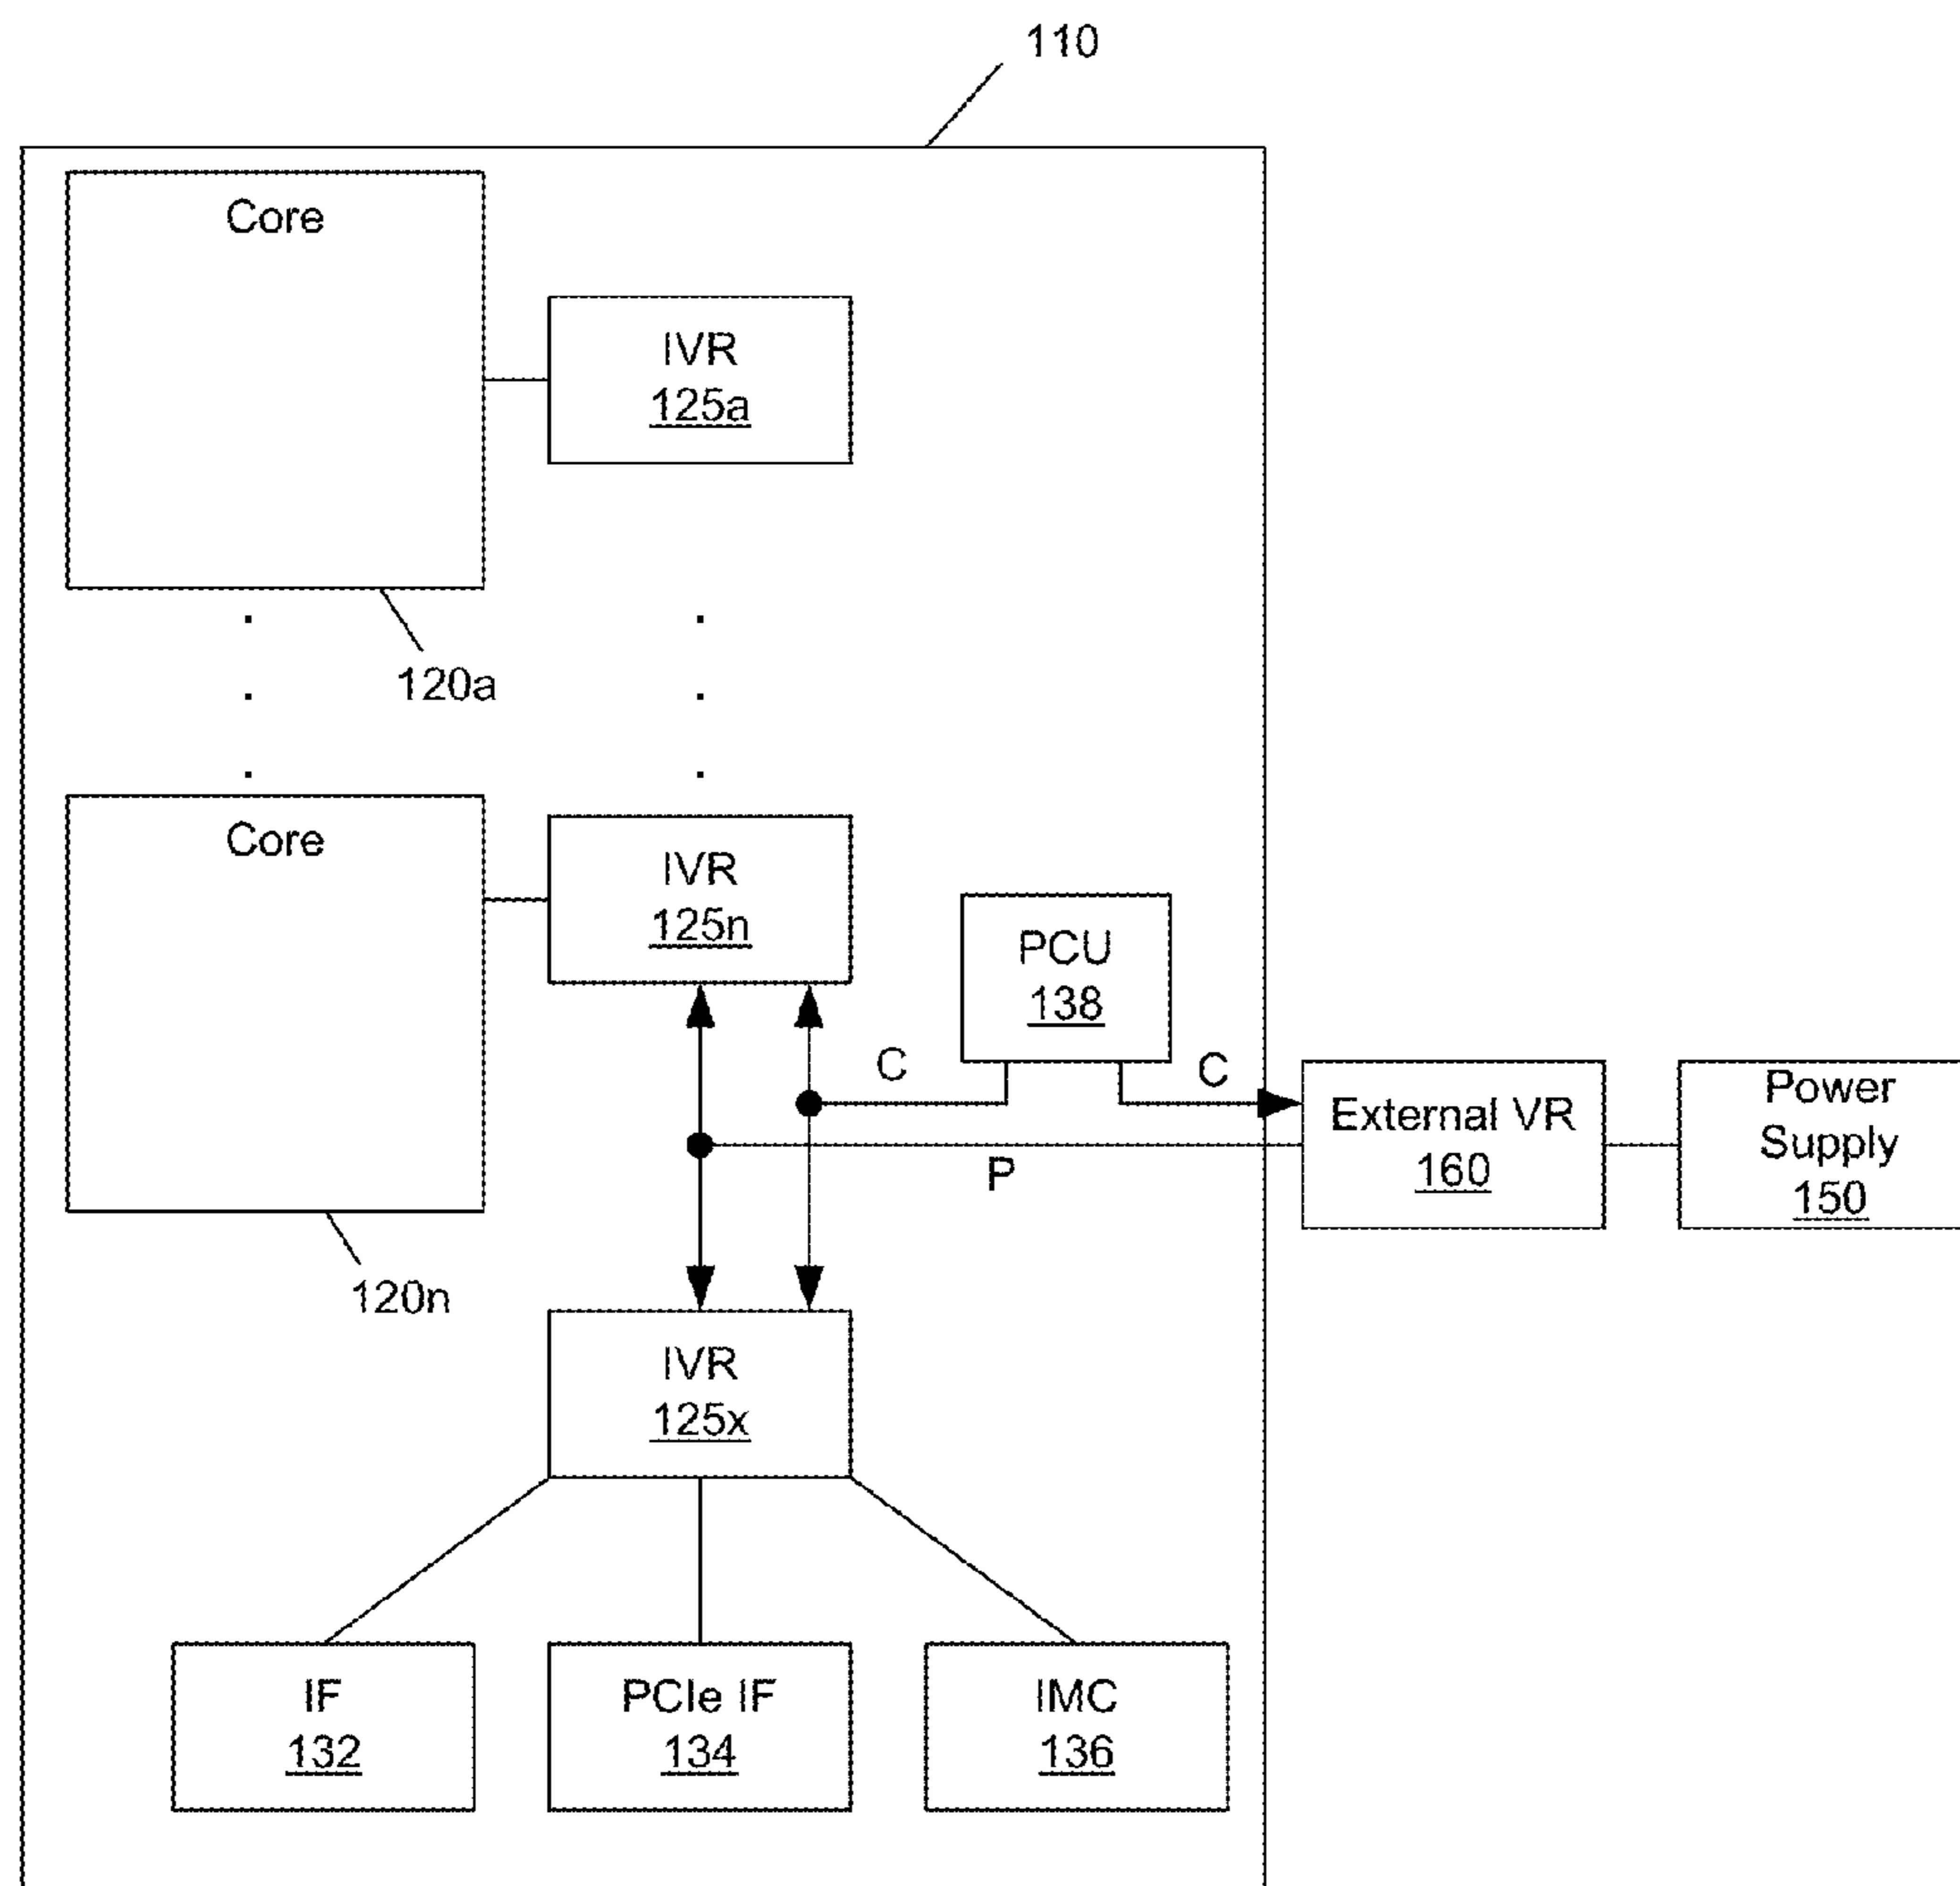 110
Core
IVR
125a
120a
Core
IVR
125n
PCU
138
C
C
External VR
160
Power
Supply
150
P
120n
IVR
125x
IF
132
PCIe IF
134
IMC
136